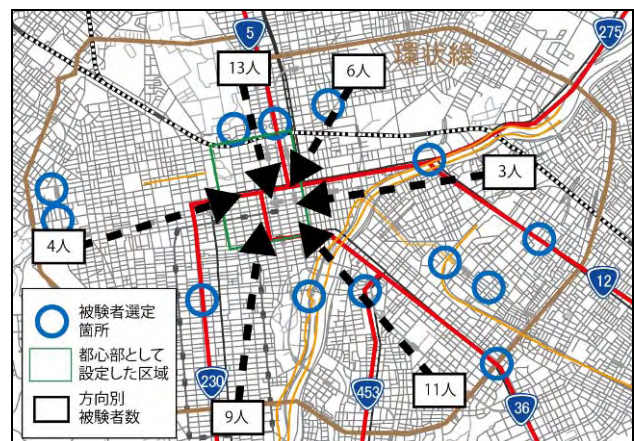 5
275
13人
6人
環状線
3人
4人
12
被験者選定
箇所
都心部として
設定した区域
方向別
被験者数
230
9人
453
11人
36